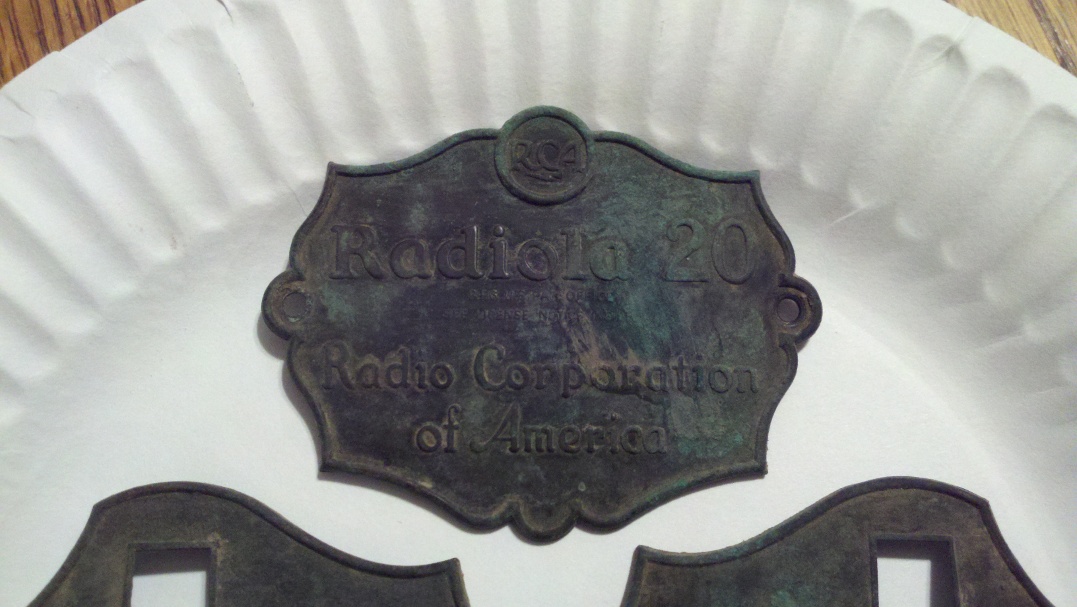 RCA
Radiola 20
Radio Corporation
of America